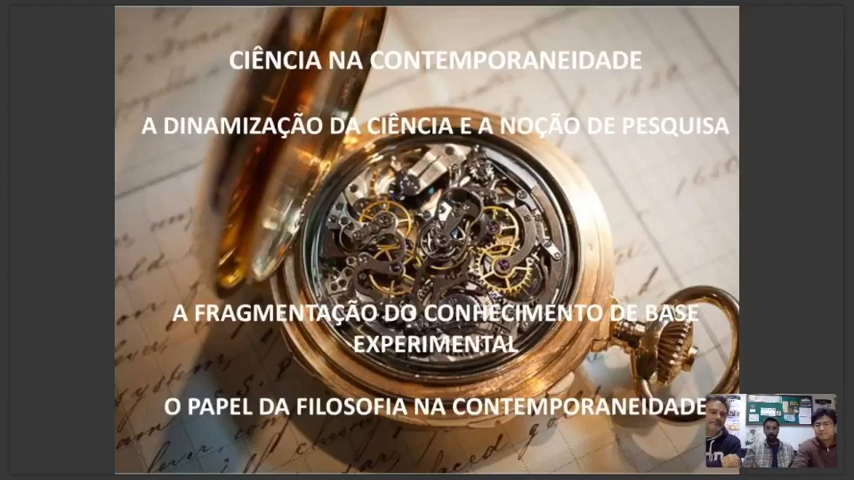 CIÊNCIA NA CONTEMPORANEIDADE
A DINAMIZAÇÃO DA CIÊNCIA E A NOÇÃO DE PESQUISA
A FRAGMENTAÇÃO DO CONHECIMENTO DE BASE
EXPERIMENTAL
O PAPEL DA FILOSOFIA NA CONTEMPORANEIDADE